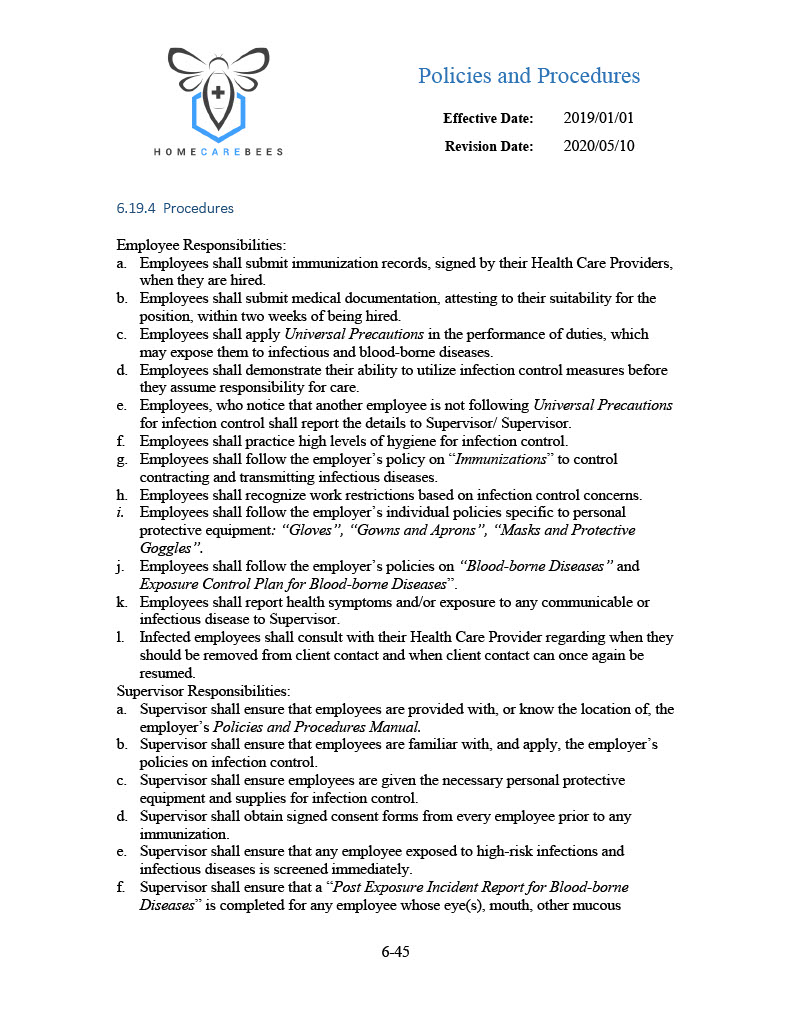 Policies and Procedures
Effective Date: 2019/01/01
Revision Date: 2020/05/10
HOMECAREBEES
6.19.4 Procedures
Employee Responsibilities:
a. Employees shall submit immunization records, signed by their Health Care Providers,
when they are hired.
b. Employees shall submit medical documentation, attesting to their suitability for the
position, within two weeks of being hired.
c. Employees shall apply Universal Precautions in the performance of duties, which
may expose them to infectious and blood-borne diseases.
d. Employees shall demonstrate their ability to utilize infection control measures before
they assume responsibility for care.
e. Employees, who notice that another employee is not following Universal Precautions
for infection control shall report the details to Supervisor/ Supervisor.
f. Employees shall practice high levels of hygiene for infection control.
g. Employees shall follow the employer’s policy on “Immunizations” to control
contracting and transmitting infectious diseases.
h. Employees shall recognize work restrictions based on infection control concerns.
i. Employees shall follow the employer’s individual policies specific to personal
protective equipment: “Gloves”, “Gowns and Aprons”, “Masks and Protective
Goggles”.
j. Employees shall follow the employer’s policies on “Blood-borne Diseases” and
Exposure Control Plan for Blood-borne Diseases”.
k. Employees shall report health symptoms and/or exposure to any communicable or
infectious disease to Supervisor.
l. Infected employees shall consult with their Health Care Provider regarding when they
should be removed from client contact and when client contact can once again be
resumed.
Supervisor Responsibilities:
a. Supervisor shall ensure that employees are provided with, or know the location of, the
employer’s Policies and Procedures Manual.
b. Supervisor shall ensure that employees are familiar with, and apply, the employer’s
policies on infection control.
c. Supervisor shall ensure employees are given the necessary personal protective
equipment and supplies for infection control.
d. Supervisor shall obtain signed consent forms from every employee prior to any
immunization.
e. Supervisor shall ensure that any employee exposed to high-risk infections and
infectious diseases is screened immediately.
f. Supervisor shall ensure that a “Post Exposure Incident Report for Blood-borne
Diseases” is completed for any employee whose eye(s), mouth, other mucous
6-45